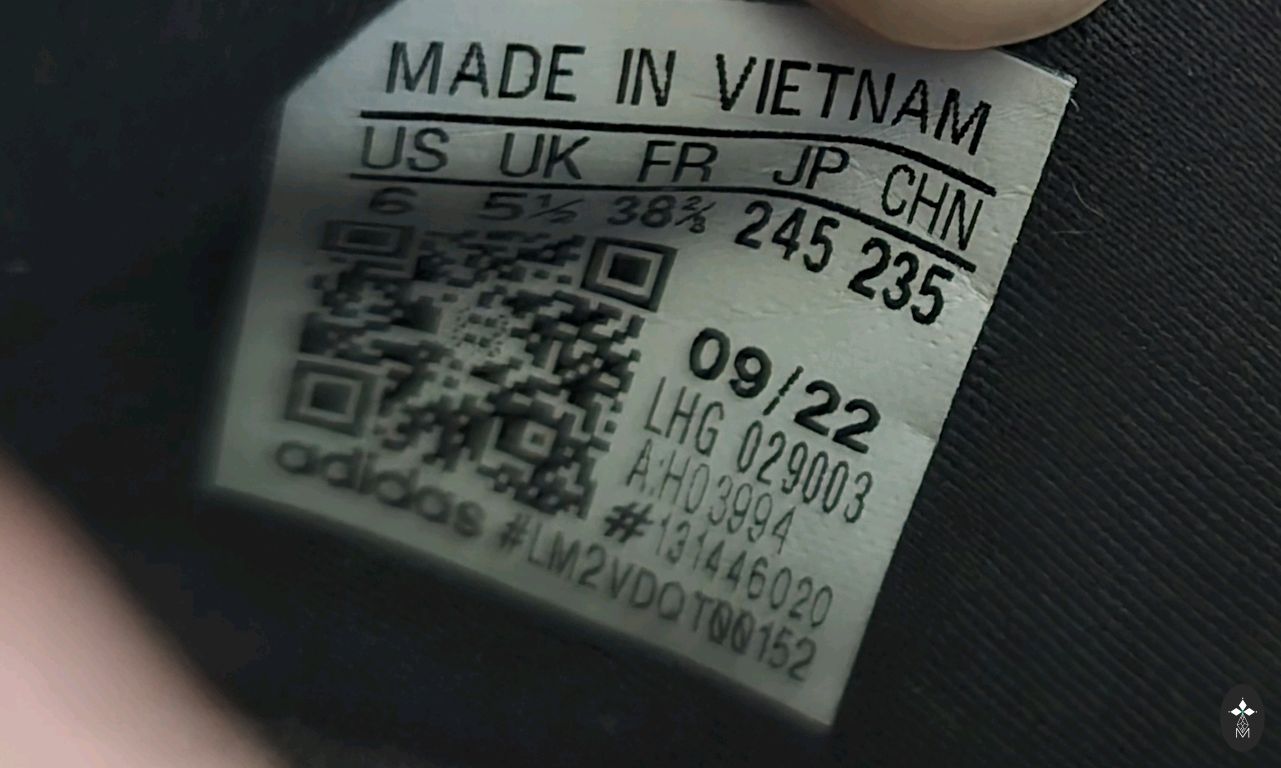 MADE IN VIETNAM
US UK FR JP CHN
6 5½ 38⅔ 245 235
09/22
LHG 029003
A:H03994
#131446020
adidas #LM2VDQT00152
M